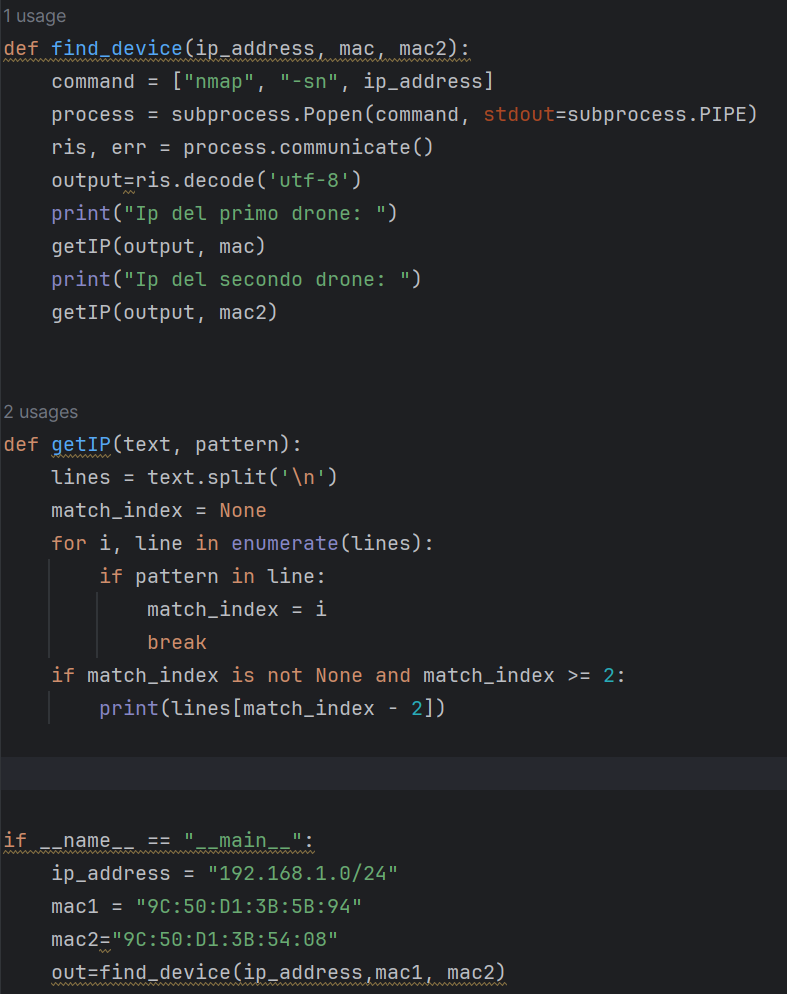 1 usage
def find_device(ip_address, mac, mac2):
    command = ["nmap", "-sn", ip_address]
    process = subprocess.Popen(command, stdout=subprocess.PIPE)
    ris, err = process.communicate()
    output=ris.decode('utf-8')
    print("Ip del primo drone: ")
    getIP(output, mac)
    print("Ip del secondo drone: ")
    getIP(output, mac2)
2 usages
def getIP(text, pattern):
    lines = text.split('\n')
    match_index = None
    for i, line in enumerate(lines):
        if pattern in line:
            match_index = i
            break
    if match_index is not None and match_index >= 2:
        print(lines[match_index - 2])
if __name__ == "__main__":
    ip_address = "192.168.1.0/24"
    mac1 = "9C:50:D1:3B:5B:94"
    mac2="9C:50:D1:3B:54:08"
    out=find_device(ip_address,mac1, mac2)